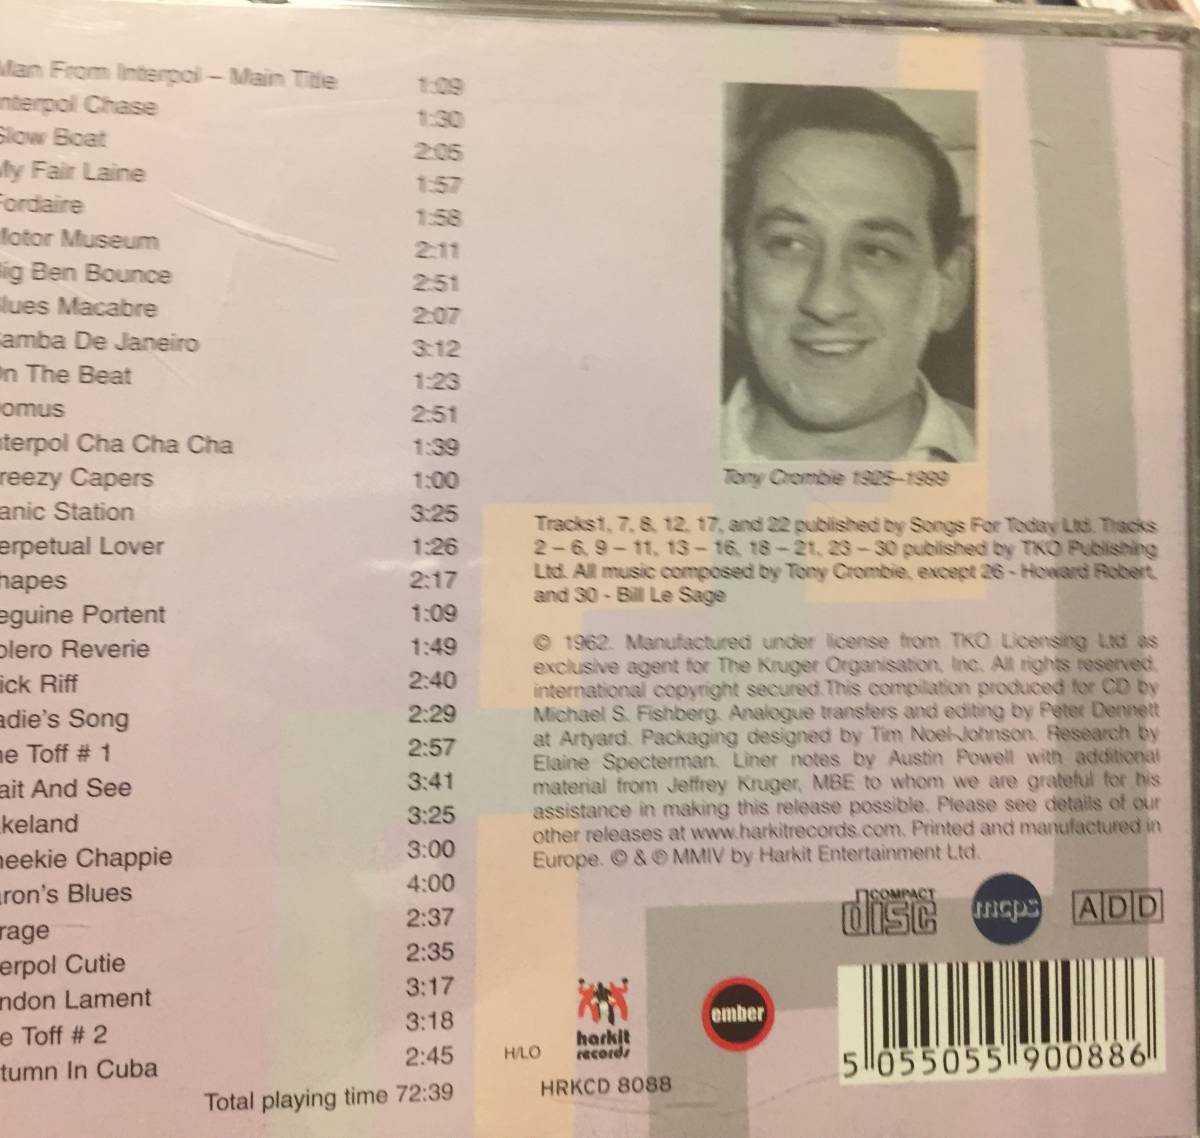 Man From Interpol – Main Title 1:09
nterpol Chase 1:30
Slow Boat 2:05
My Fair Laine 1:57
Fordaire 1:58
Motor Museum 2:11
Big Ben Bounce 2:51
Blues Macabre 2:07
Samba De Janeiro 3:12
On The Beat 1:23
omus 2:51
nterpol Cha Cha Cha 1:39
reezy Capers 1:00
anic Station 3:25
erpetual Lover 1:26
hapes 2:17
eguine Portent 1:09
olero Reverie 1:49
ick Riff 2:40
adie's Song 2:29
ne Toff # 1 2:57
ait And See 3:41
keland 3:25
heekie Chappie 3:00
ron's Blues 4:00
rage 2:37
erpol Cutie 2:35
ndon Lament 3:17
e Toff # 2 3:18
tumn In Cuba 2:45
Total playing time 72:39
Tony Crombie 1925–1999
Tracks1, 7, 8, 12, 17, and 22 published by Songs For Today Ltd. Tracks
2 – 6, 9 – 11, 13 – 16, 18 – 21, 23 – 30 published by TKO Publishing
Ltd. All music composed by Tony Crombie, except 26 - Howard Robert,
and 30 - Bill Le Sage
© 1962. Manufactured under license from TKO Licensing Ltd as
exclusive agent for The Kruger Organisation, Inc. All rights reserved,
international copyright secured.This compilation produced for CD by
Michael S. Fishberg. Analogue transfers and editing by Peter Dennett
at Artyard. Packaging designed by Tim Noel-Johnson. Research by
Elaine Specterman. Liner notes by Austin Powell with additional
material from Jeffrey Kruger, MBE to whom we are grateful for his
assistance in making this release possible. Please see details of our
other releases at www.harkitrecords.com. Printed and manufactured in
Europe. © & ℗ MMIV by Harkit Entertainment Ltd.
COMPACT
disc
mcps
ADD
harkit
records
ember
H/LO
HRKCD 8088
5 055055 900886